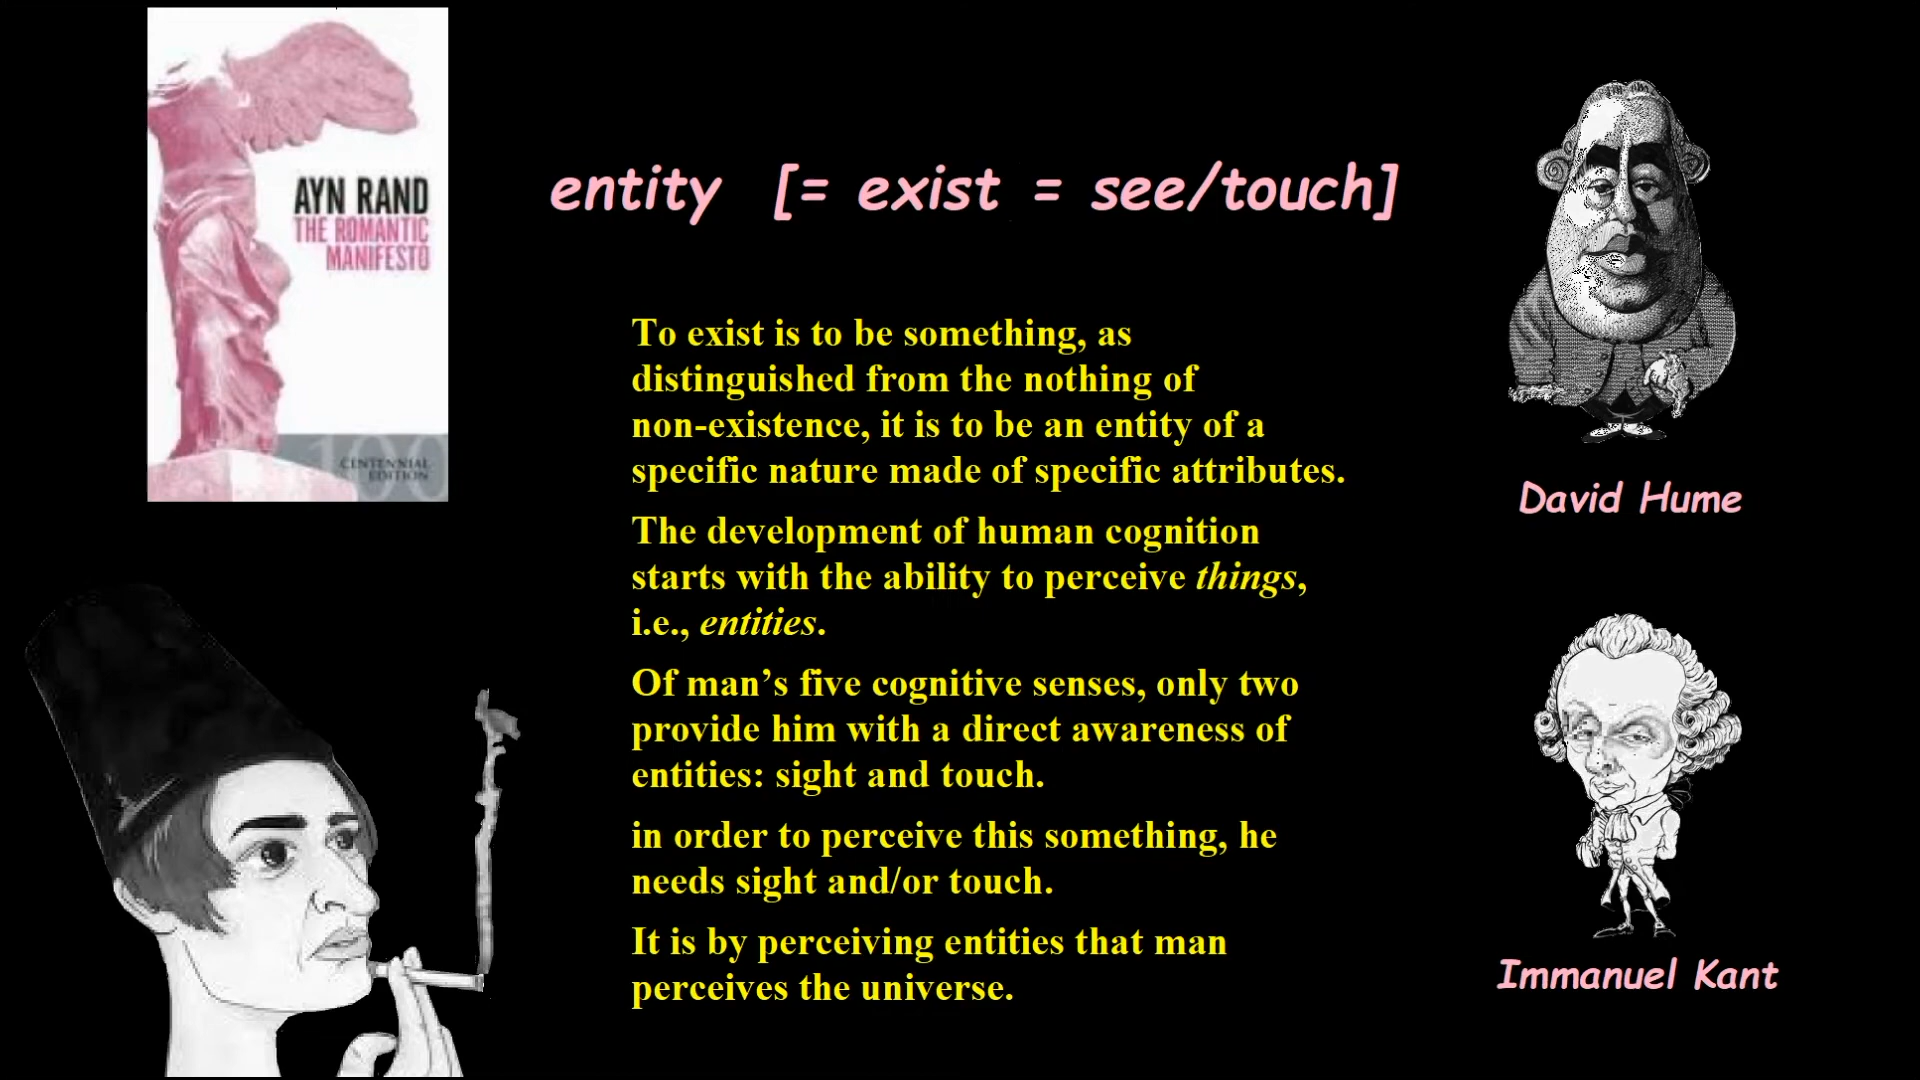 AYN RAND
THE ROMANTIC
MANIFESTO
100
CENTENNIAL
EDITION
entity [= exist = see/touch]
To exist is to be something, as
distinguished from the nothing of
non-existence, it is to be an entity of a
specific nature made of specific attributes.
The development of human cognition
starts with the ability to perceive things,
i.e., entities.
Of man’s five cognitive senses, only two
provide him with a direct awareness of
entities: sight and touch.
in order to perceive this something, he
needs sight and/or touch.
It is by perceiving entities that man
perceives the universe.
David Hume
Immanuel Kant